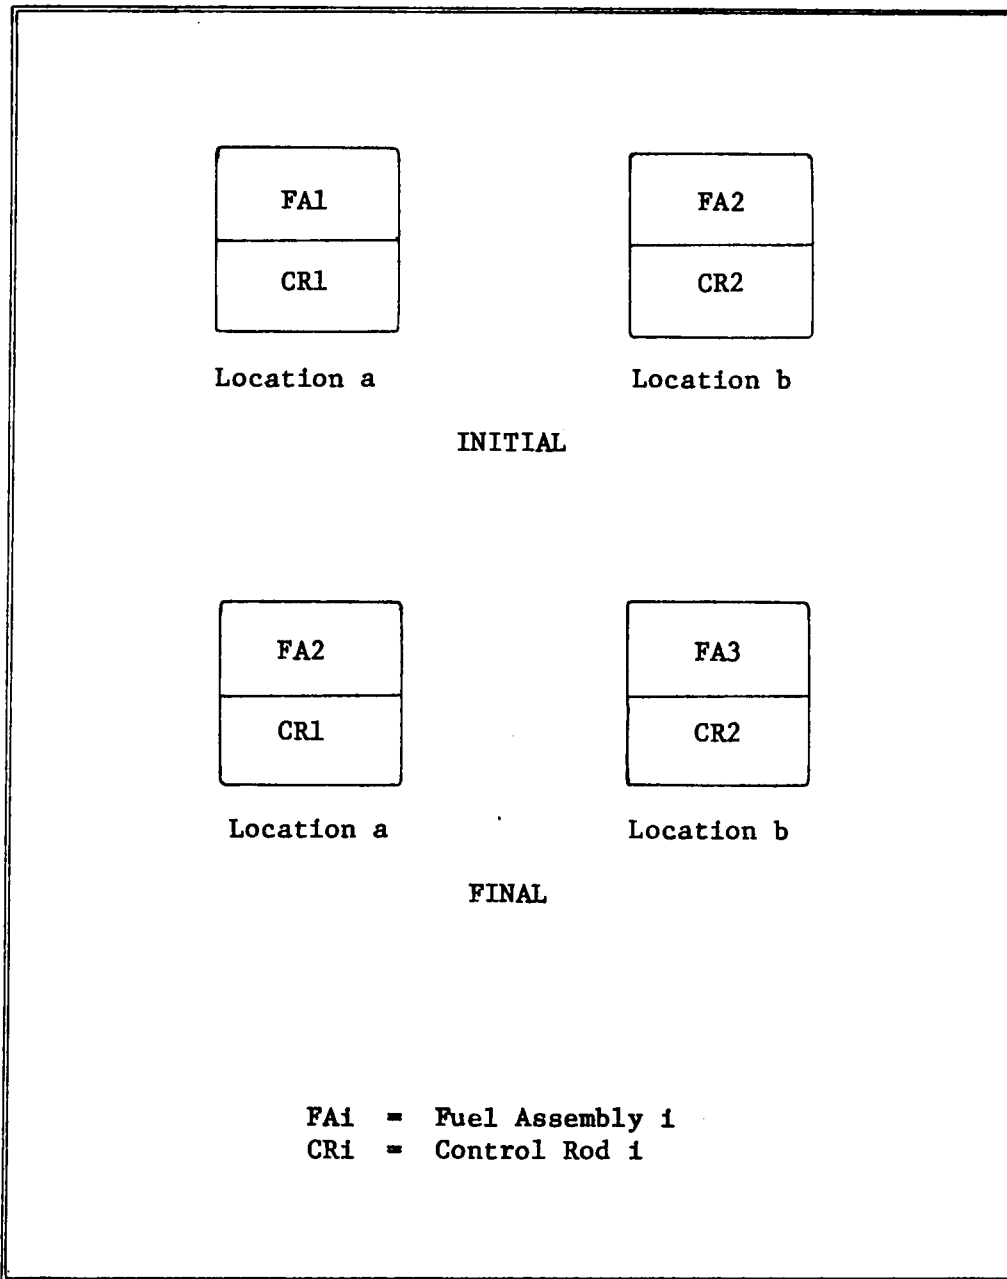 FA1 FA2
CR1 CR2
Location a Location b
INITIAL
FA2 FA3
CR1 CR2
Location a Location b
FINAL
FAi = Fuel Assembly i
CRi = Control Rod i